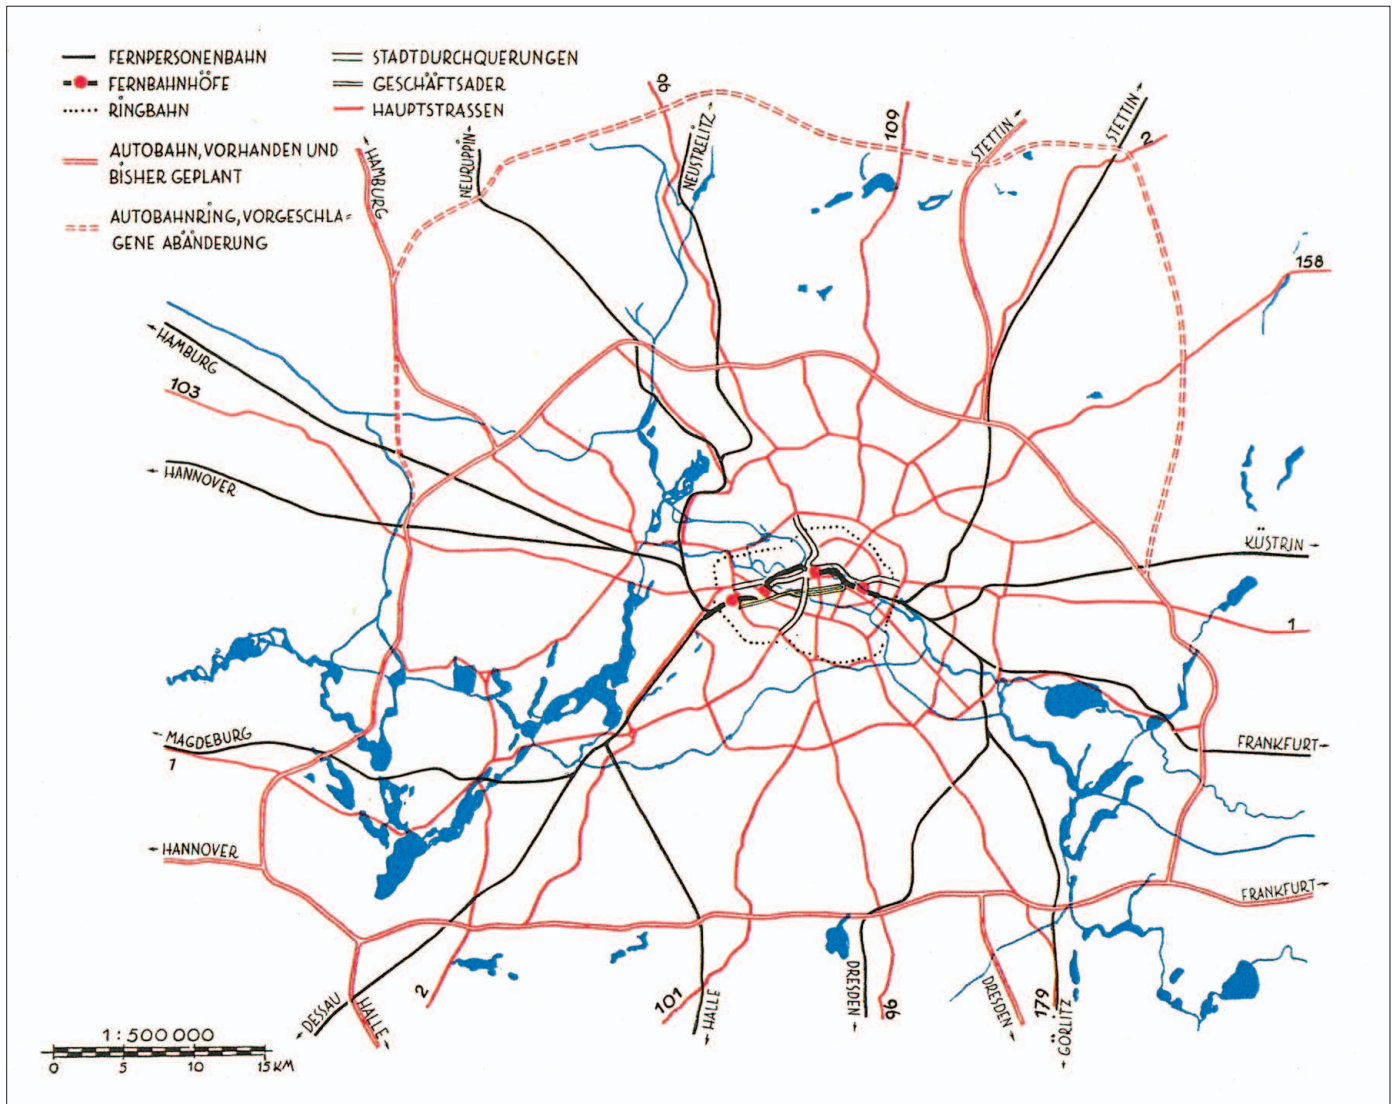 FERNPERSONENBAHN
FERNBAHNHÖFE
RINGBAHN
AUTOBAHN, VORHANDEN UND
BISHER GEPLANT
AUTOBAHNRING, VORGESCHLA=
GENE ABÄNDERUNG
STADTDURCHQUERUNGEN
GESCHÄFTSADER
HAUPTSTRASSEN
HAMBURG
NEURUPPIN
96
NEUSTRELITZ
109
STETTIN
STETTIN
2
158
HAMBURG
103
HANNOVER
KÜSTRIN
1
MAGDEBURG
1
FRANKFURT
HANNOVER
FRANKFURT
DESSAU
HALLE
2
101
HALLE
DRESDEN
96
DRESDEN
179
GÖRLITZ
1:500 000
0 5 10 15 KM